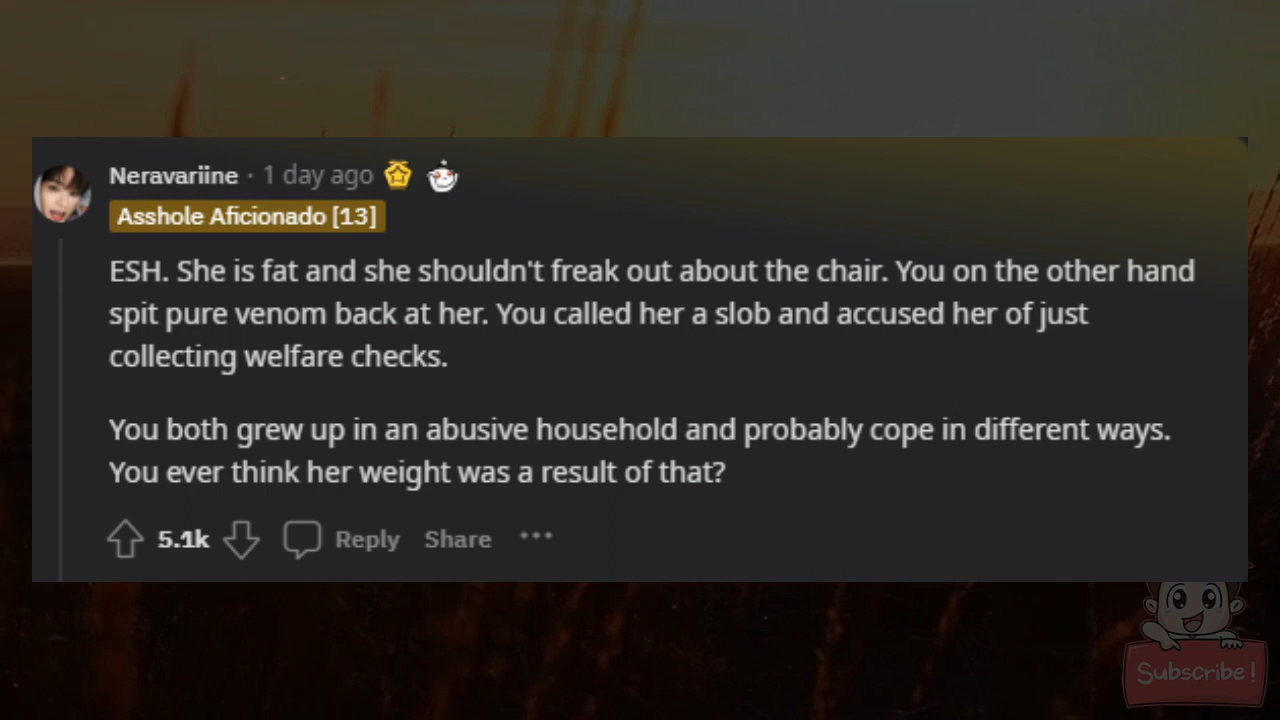 Neravariine · 1 day ago
Asshole Aficionado [13]
ESH. She is fat and she shouldn't freak out about the chair. You on the other hand
spit pure venom back at her. You called her a slob and accused her of just
collecting welfare checks.
You both grew up in an abusive household and probably cope in different ways.
You ever think her weight was a result of that?
5.1k Reply Share ···
Subscribe!